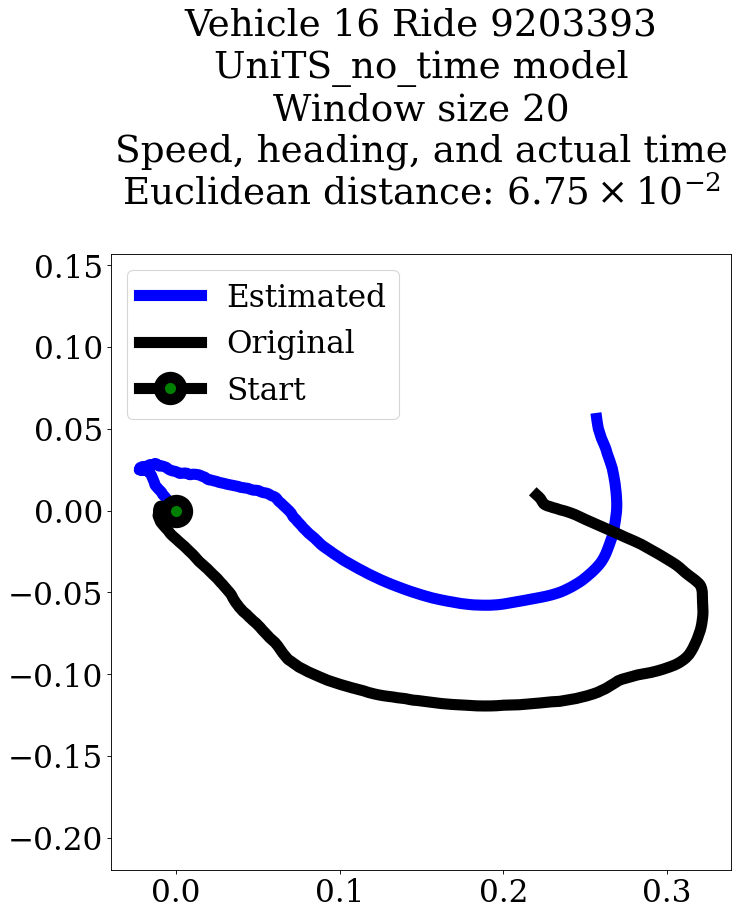 Vehicle 16 Ride 9203393
UniTS_no_time model
Window size 20
Speed, heading, and actual time
Euclidean distance: 6.75 × 10⁻²
Estimated
Original
Start
0.15
0.10
0.05
0.00
−0.05
−0.10
−0.15
−0.20
0.0 0.1 0.2 0.3